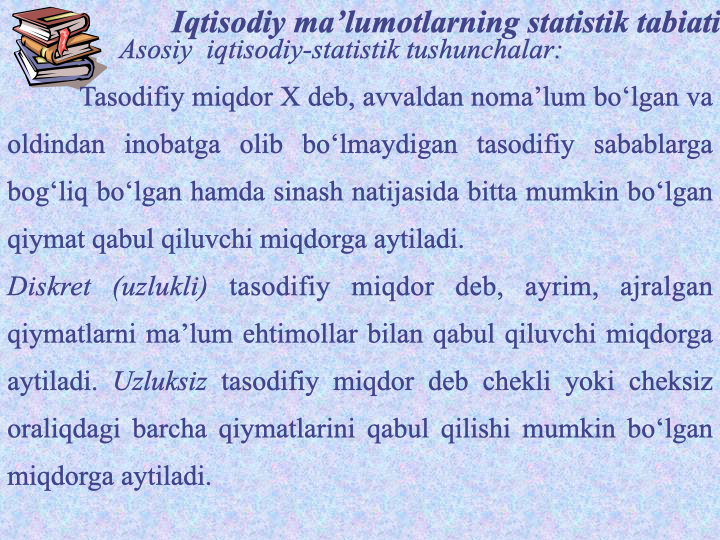 Iqtisodiy ma’lumotlarning statistik tabiati
Asosiy iqtisodiy-statistik tushunchalar:
Tasodifiy miqdor X deb, avvaldan noma’lum bo‘lgan va
oldindan inobatga olib bo‘lmaydigan tasodifiy sabablarga
bog‘liq bo‘lgan hamda sinash natijasida bitta mumkin bo‘lgan
qiymat qabul qiluvchi miqdorga aytiladi.
Diskret (uzlukli) tasodifiy miqdor deb, ayrim, ajralgan
qiymatlarni ma’lum ehtimollar bilan qabul qiluvchi miqdorga
aytiladi. Uzluksiz tasodifiy miqdor deb chekli yoki cheksiz
oraliqdagi barcha qiymatlarini qabul qilishi mumkin bo‘lgan
miqdorga aytiladi.